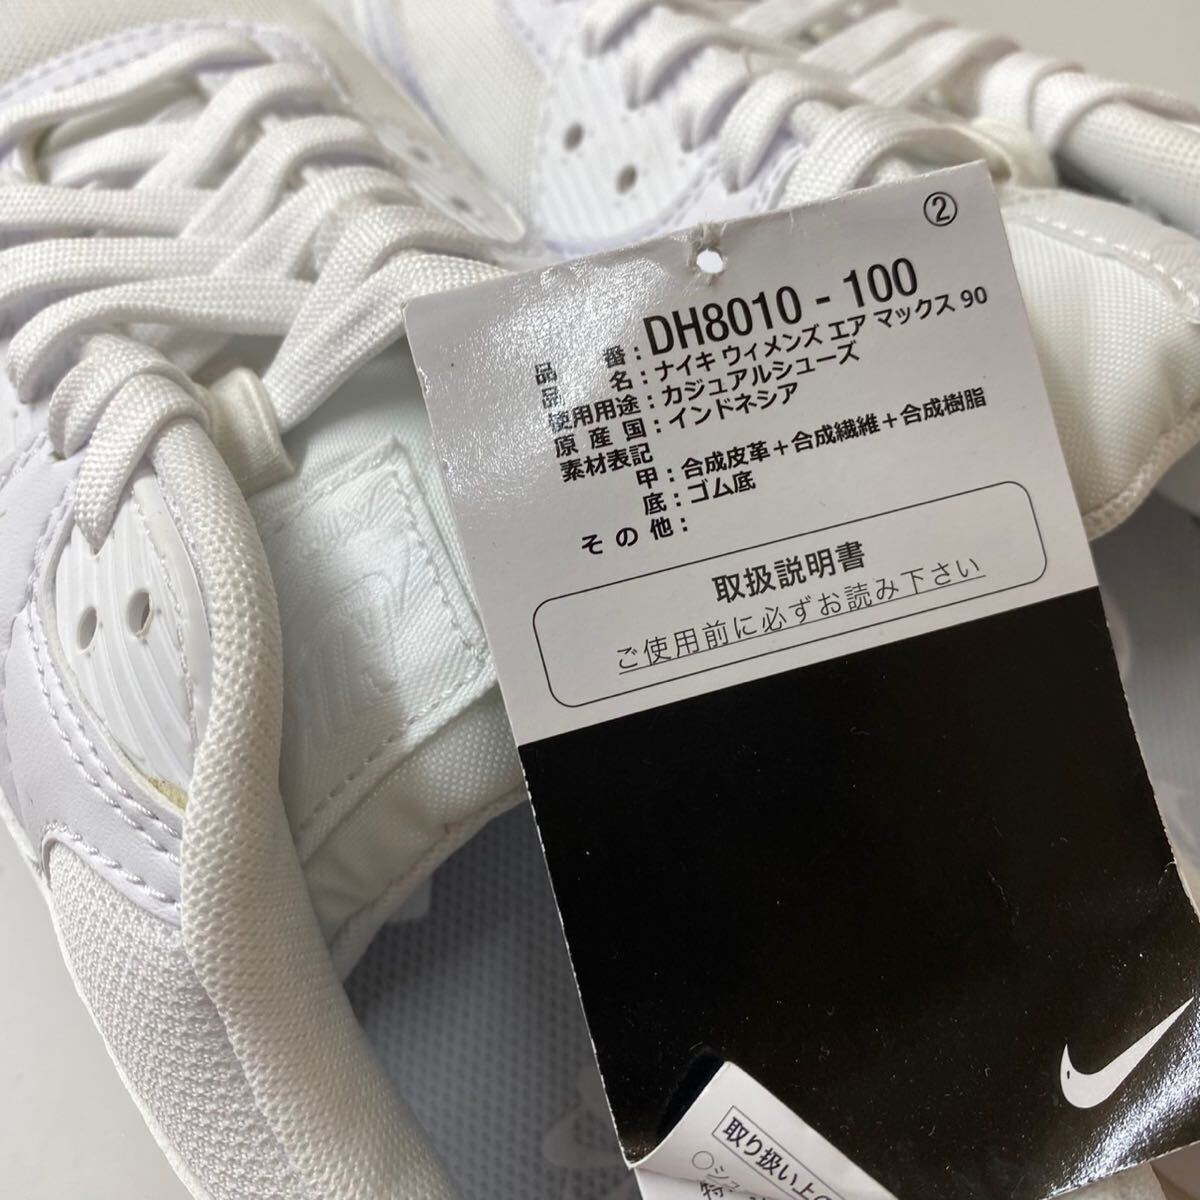 ②
品番：DH8010 - 100
品名：ナイキ ウィメンズ エア マックス 90
使用用途：カジュアルシューズ
原産国：インドネシア
素材表記
甲：合成皮革＋合成繊維＋合成樹脂
底：ゴム底
その他：
取扱説明書
ご使用前に必ずお読み下さい
取り扱い上の
○シュ
特